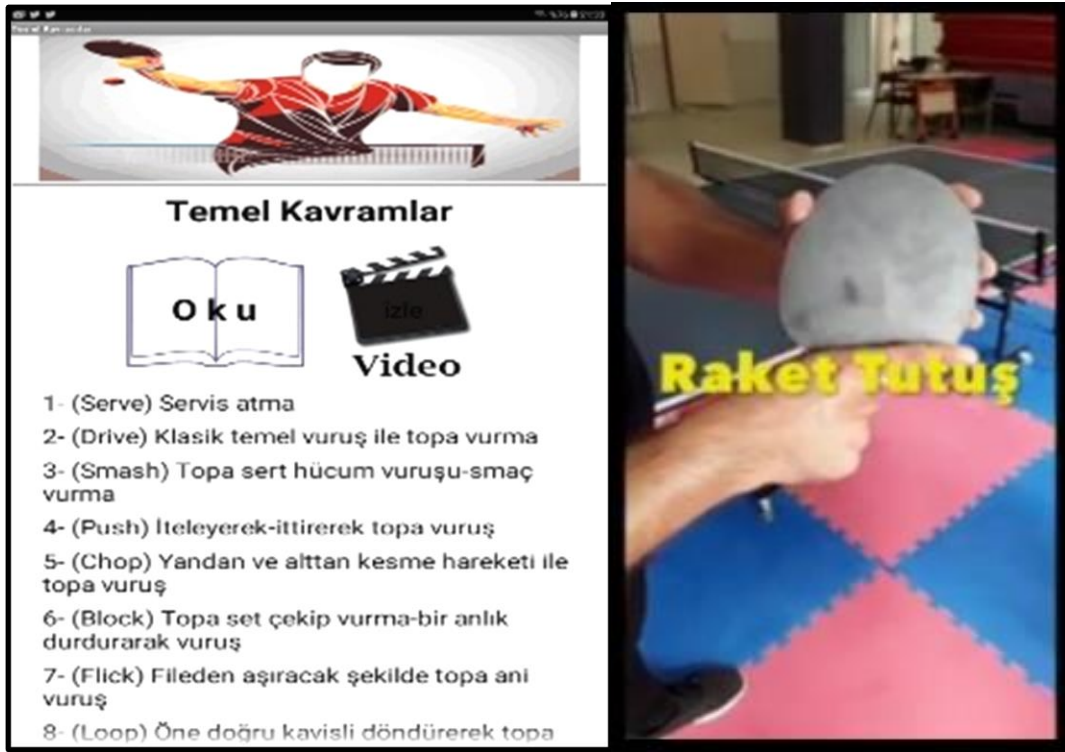 Temel Kavramlar
Temel Kavramlar
Oku
izle
Video
1- (Serve) Servis atma
2- (Drive) Klasik temel vuruş ile topa vurma
3- (Smash) Topa sert hücum vuruşu-smaç
vurma
4- (Push) İteleyerek-ittirerek topa vuruş
5- (Chop) Yandan ve alttan kesme hareketi ile
topa vuruş
6- (Block) Topa set çekip vurma-bir anlık
durdurarak vuruş
7- (Flick) Fileden aşıracak şekilde topa ani
vuruş
8- (Loop) Öne doğru kavisli döndürerek topa
Raket Tutuş